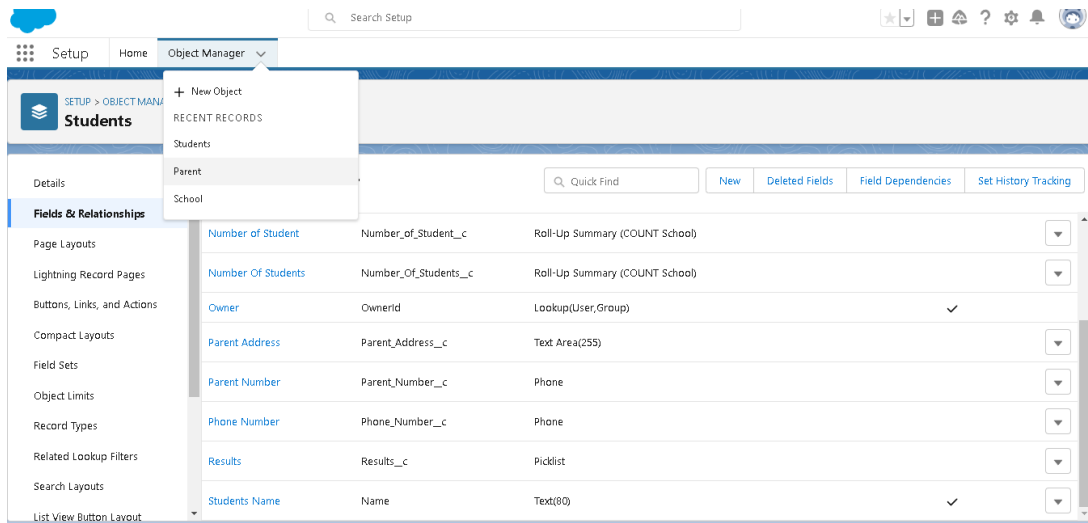 Search Setup
Setup Home Object Manager
New Object
RECENT RECORDS
Students
Parent
School
SETUP > OBJECT MANA
Students
Quick Find New Deleted Fields Field Dependencies Set History Tracking
Details
Fields & Relationships
Page Layouts
Lightning Record Pages
Buttons, Links, and Actions
Compact Layouts
Field Sets
Object Limits
Record Types
Related Lookup Filters
Search Layouts
List View Button Layout
Number of Student Number_of_Student__c Roll-Up Summary (COUNT School)
Number Of Students Number_Of_Students__c Roll-Up Summary (COUNT School)
Owner OwnerId Lookup(User,Group)
Parent Address Parent_Address__c Text Area(255)
Parent Number Parent_Number__c Phone
Phone Number Phone_Number__c Phone
Results Results__c Picklist
Students Name Name Text(80)